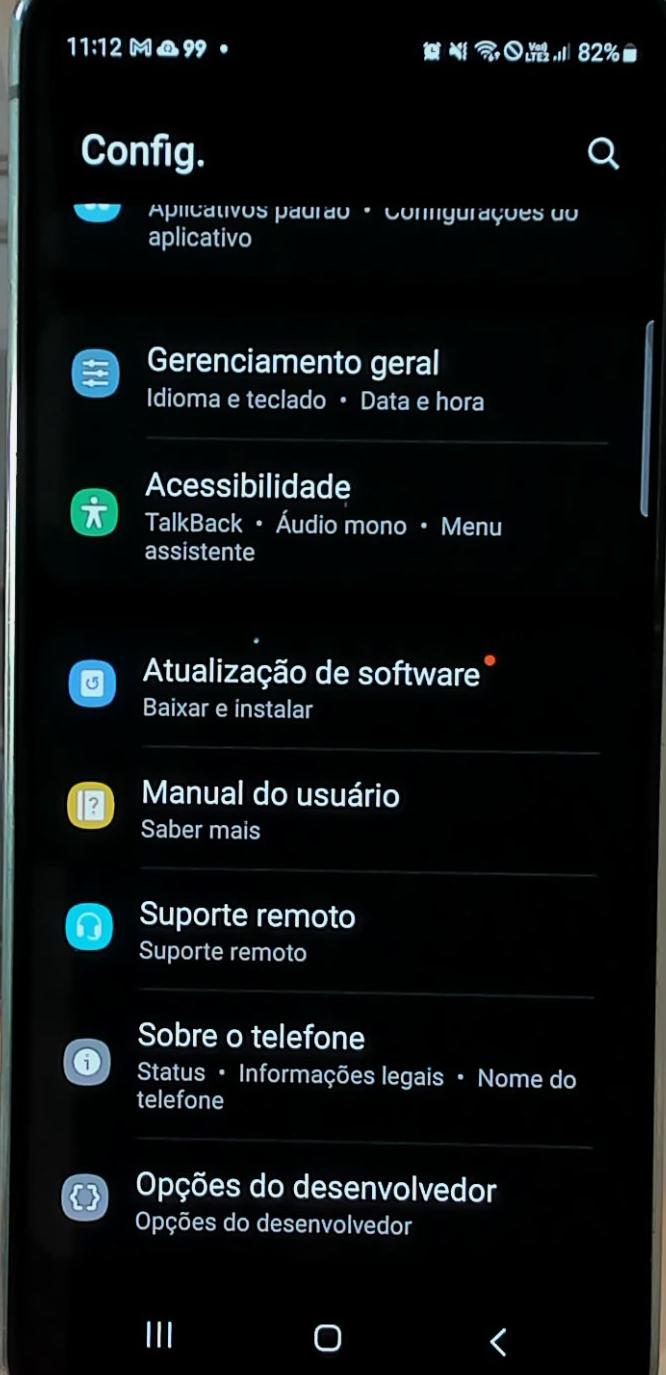 11:12 99 VoLTE2 82%
Config.
Aplicativos padrão • Configurações do
aplicativo
Gerenciamento geral
Idioma e teclado • Data e hora
Acessibilidade
TalkBack • Áudio mono • Menu
assistente
Atualização de software
Baixar e instalar
Manual do usuário
Saber mais
Suporte remoto
Suporte remoto
Sobre o telefone
Status • Informações legais • Nome do
telefone
Opções do desenvolvedor
Opções do desenvolvedor